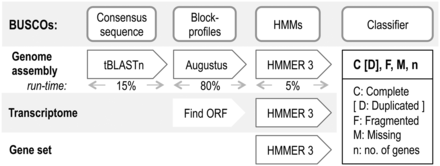 BUSCOs: Consensus sequence Block-profiles HMMs Classifier
Genome assembly tBLASTn Augustus HMMER 3 C [D], F, M, n
run-time: 15% 80% 5%
C: Complete
[ D: Duplicated ]
F: Fragmented
M: Missing
n: no. of genes
Transcriptome Find ORF HMMER 3
Gene set HMMER 3